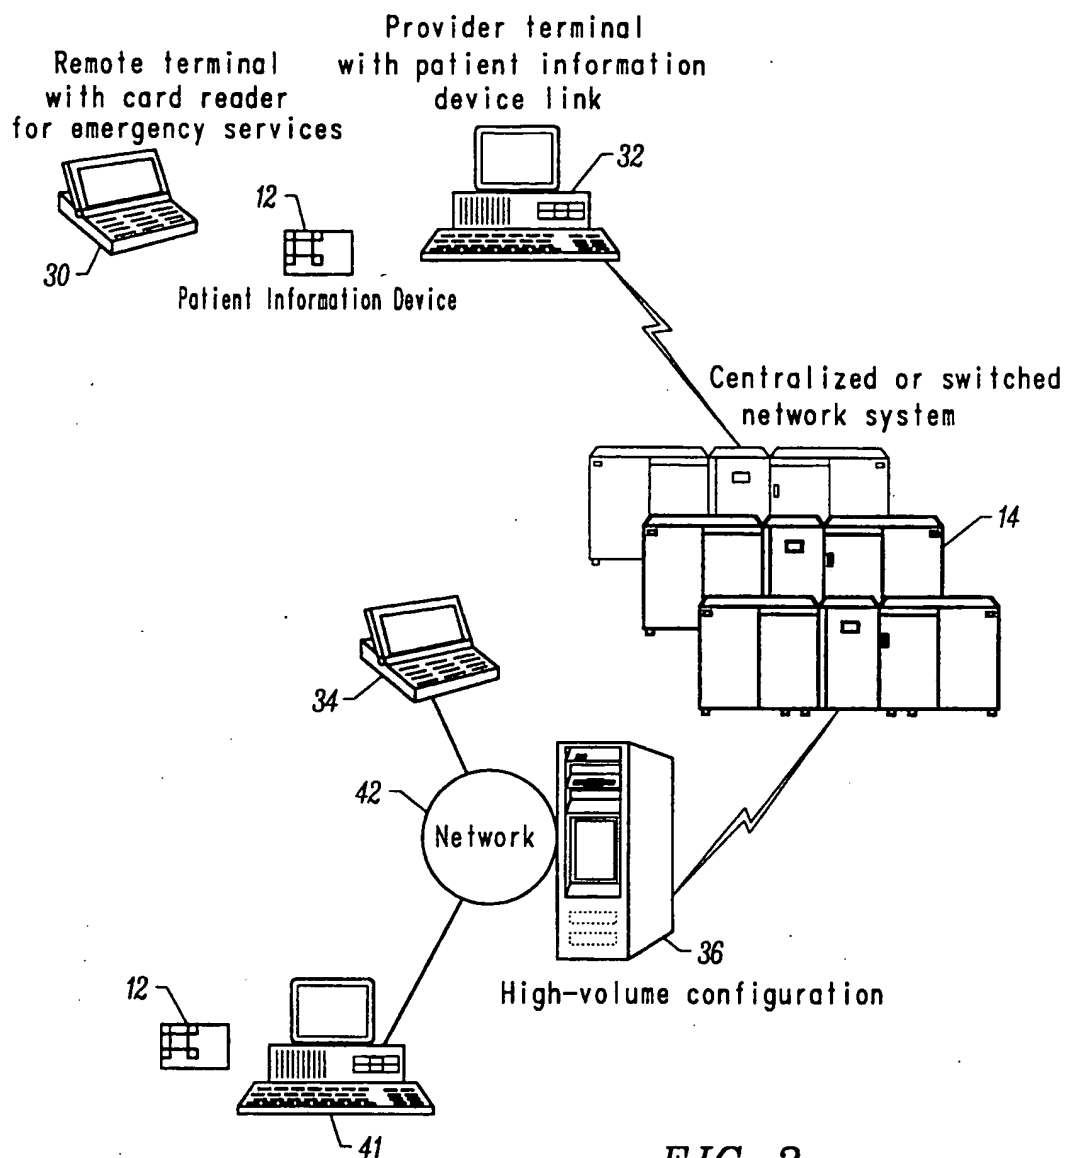 Provider terminal
with patient information
device link
Remote terminal
with card reader
for emergency services
32
12
30
Patient Information Device
Centralized or switched
network system
14
34
42
Network
36
High-volume configuration
12
41